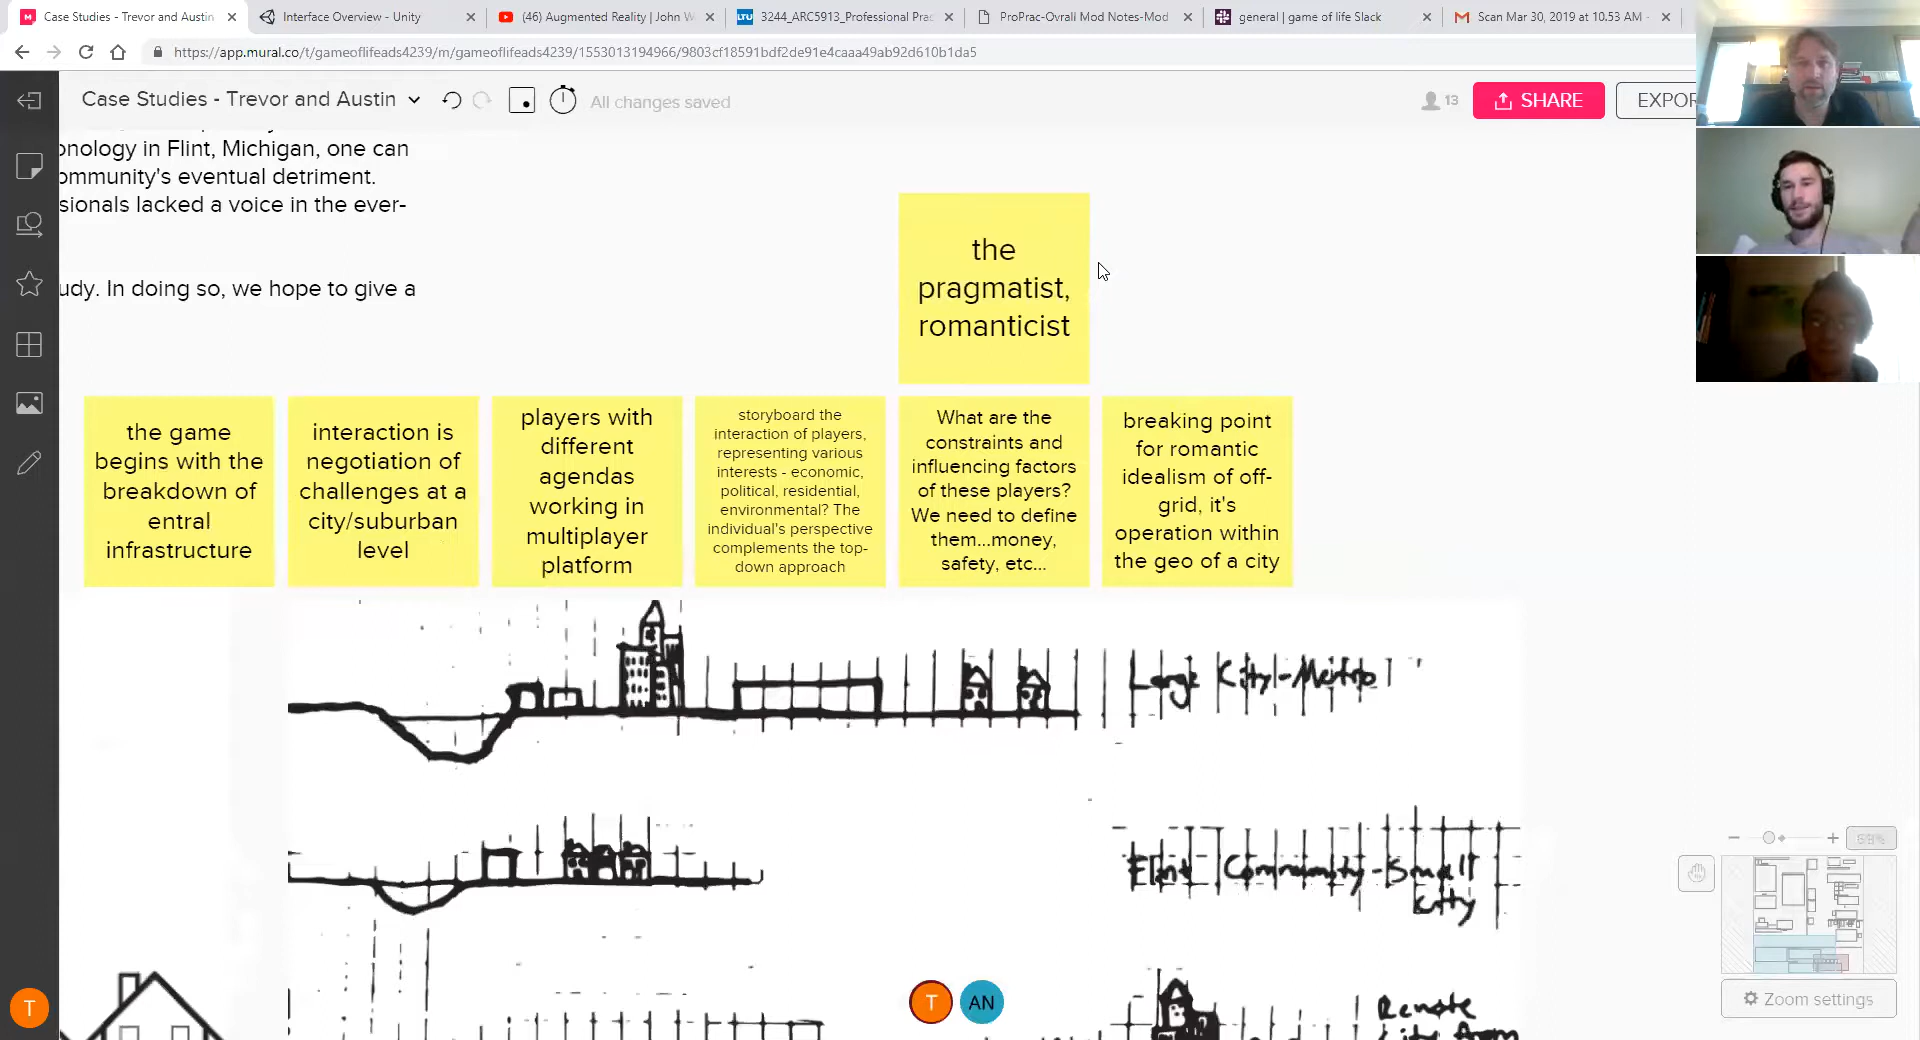 Case Studies - Trevor and Austin
Interface Overview - Unity
(46) Augmented Reality | John W
3244_ARC5913_Professional Prac
ProPrac-Ovrall Mod Notes-Mod
general | game of life Slack
Scan Mar 30, 2019 at 10.53 AM -
https://app.mural.co/t/gameoflifeads4239/m/gameoflifeads4239/1553013194966/9803cf18591bdf2de91e4caaa49ab92d610b1da5
Case Studies - Trevor and Austin
All changes saved
13
SHARE
EXPOR
onology in Flint, Michigan, one can
ommunity's eventual detriment.
sionals lacked a voice in the ever-
udy. In doing so, we hope to give a
the
pragmatist,
romanticist
the game
begins with the
breakdown of
entral
infrastructure
interaction is
negotiation of
challenges at a
city/suburban
level
players with
different
agendas
working in
multiplayer
platform
storyboard the
interaction of players,
representing various
interests - economic,
political, residential,
environmental? The
individual's perspective
complements the top-
down approach
What are the
constraints and
influencing factors
of these players?
We need to define
them...money,
safety, etc...
breaking point
for romantic
idealism of off-
grid, it's
operation within
the geo of a city
Large City-Metro
Flint Community-Small
City
Remote
City from
T
T
AN
Zoom settings